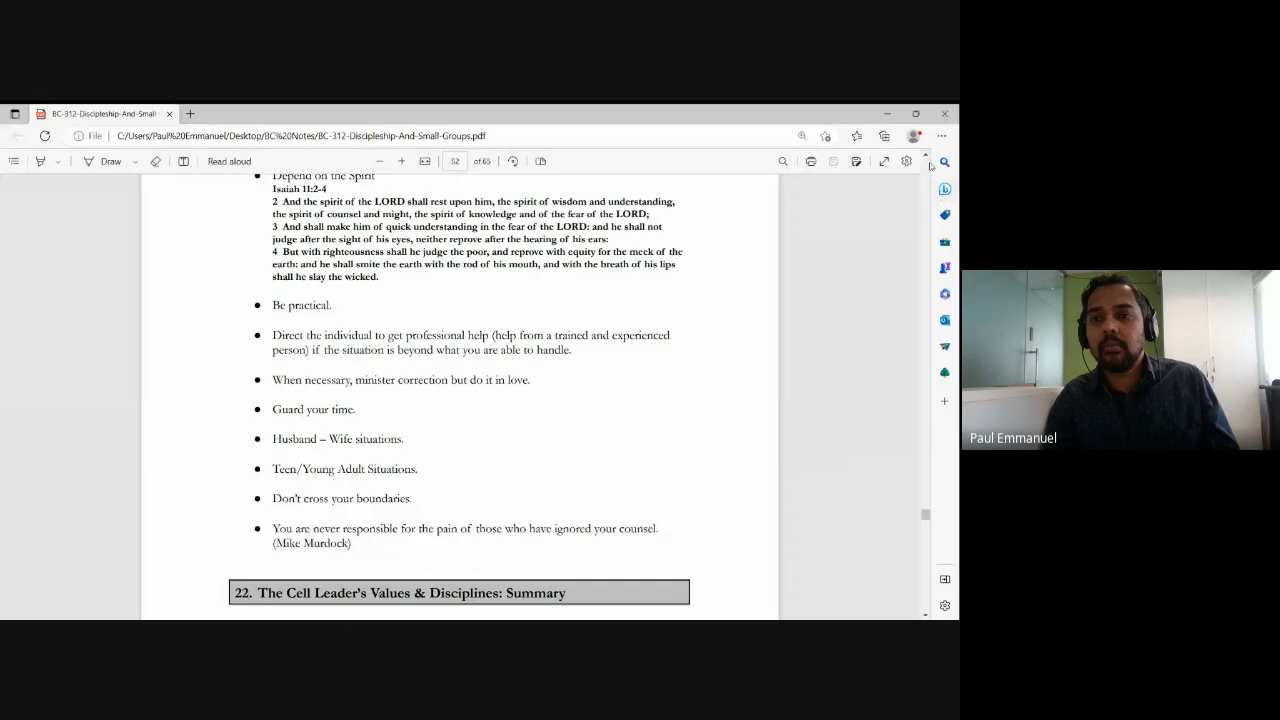 BC-312-Discipleship-And-Small-
File
C:/Users/Paul%20Emmanuel/Desktop/BC%20Notes/BC-312-Discipleship-And-Small-Groups.pdf
Draw
Read aloud
52 of 65
Depend on the Spirit
Isaiah 11:2-4
2 And the spirit of the LORD shall rest upon him, the spirit of wisdom and understanding,
the spirit of counsel and might, the spirit of knowledge and of the fear of the LORD;
3 And shall make him of quick understanding in the fear of the LORD: and he shall not
judge after the sight of his eyes, neither reprove after the hearing of his ears:
4 But with righteousness shall he judge the poor, and reprove with equity for the meek of the
earth: and he shall smite the earth with the rod of his mouth, and with the breath of his lips
shall he slay the wicked.
• Be practical.
• Direct the individual to get professional help (help from a trained and experienced
person) if the situation is beyond what you are able to handle.
• When necessary, minister correction but do it in love.
• Guard your time.
• Husband – Wife situations.
• Teen/Young Adult Situations.
• Don't cross your boundaries.
• You are never responsible for the pain of those who have ignored your counsel.
(Mike Murdock)
22. The Cell Leader's Values & Disciplines: Summary
Paul Emmanuel